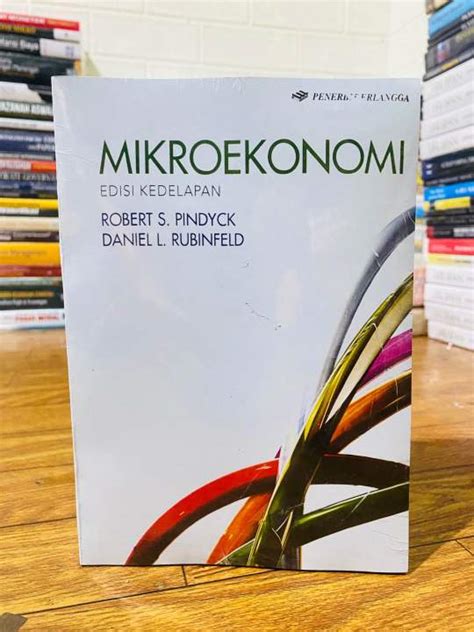 PENERBIT ERLANGGA
MIKROEKONOMI
EDISI KEDELAPAN
ROBERT S. PINDYCK
DANIEL L. RUBINFELD